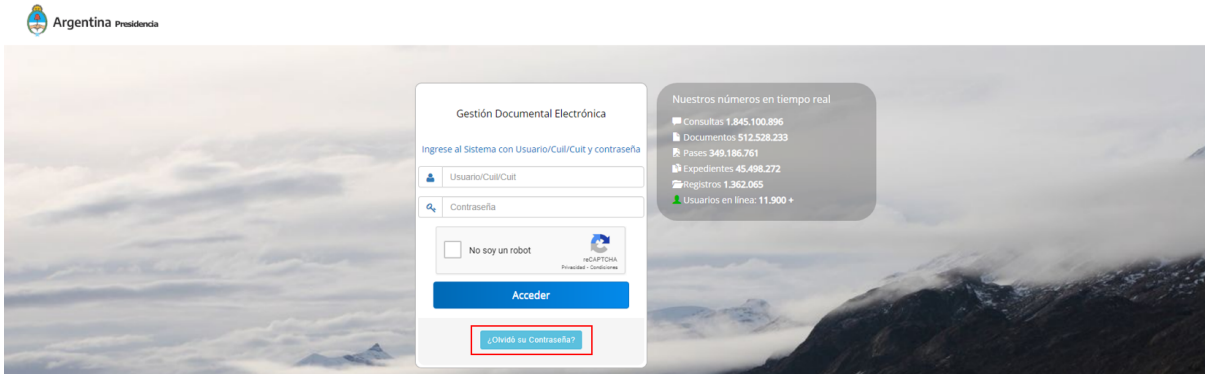 Argentina Presidencia
Gestión Documental Electrónica
Ingrese al Sistema con Usuario/Cuil/Cuit y contraseña
Usuario/Cuil/Cuit
Contraseña
No soy un robot
reCAPTCHA
Privacidad - Condiciones
Acceder
¿Olvidó su Contraseña?
Nuestros números en tiempo real
Consultas 1.845.100.896
Documentos 512.528.233
Pases 349.186.761
Expedientes 45.498.272
Registros 1.362.065
Usuarios en línea: 11.900 +